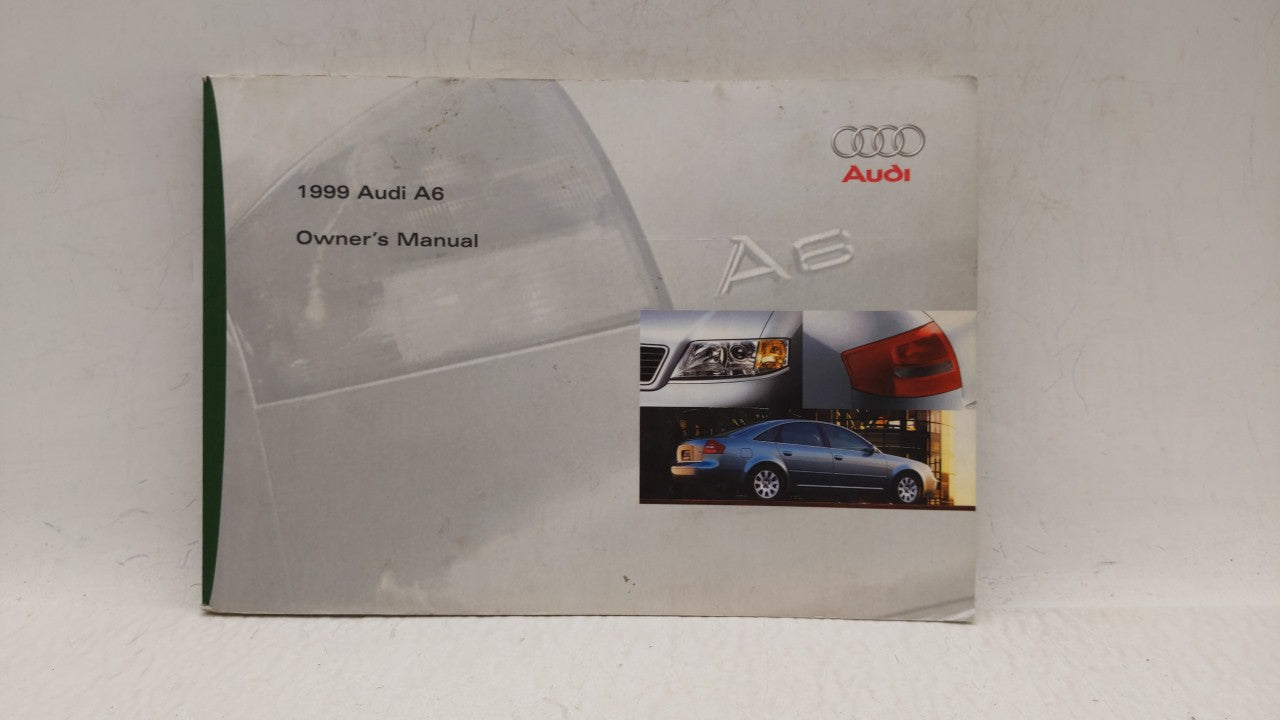 1999 Audi A6
Owner's Manual
Audi
A6